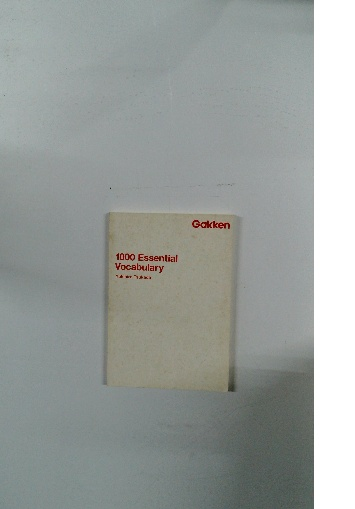 Gakken
1000 Essential
Vocabulary